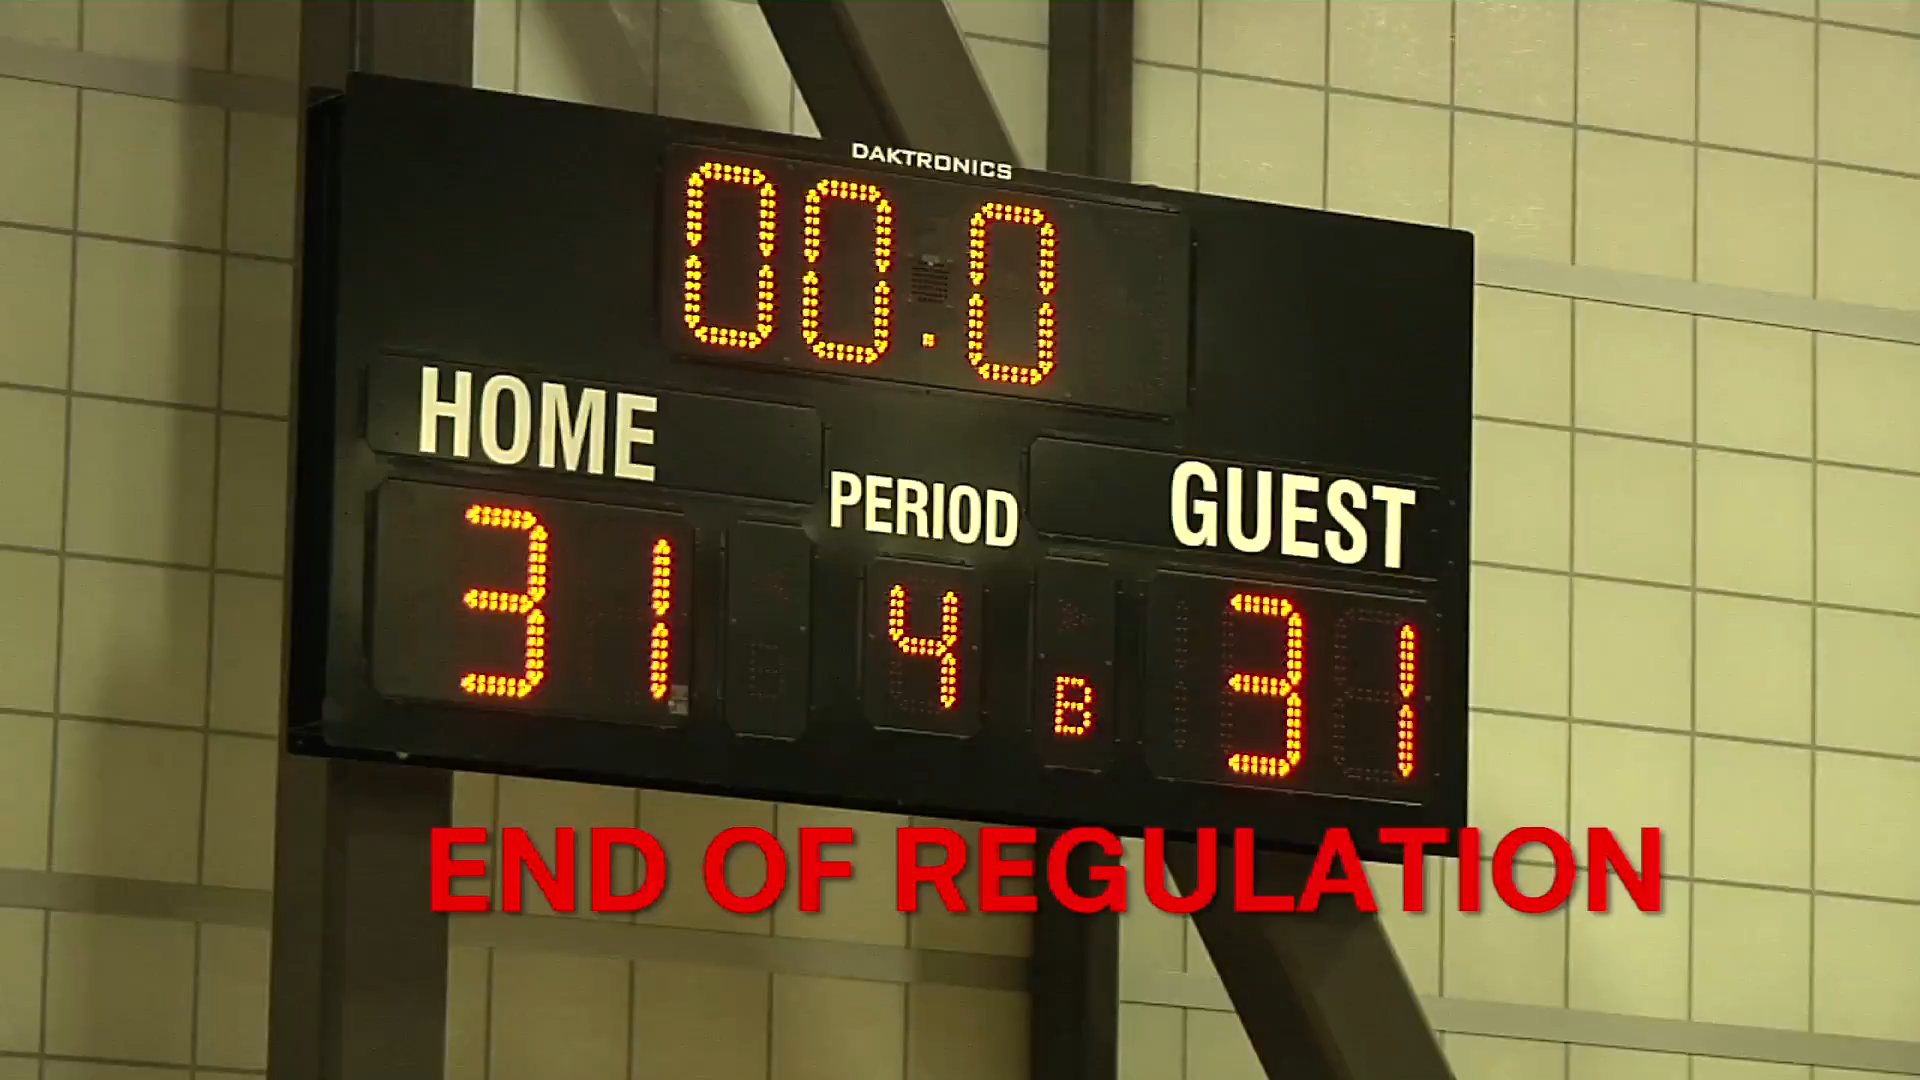 DAKTRONICS
00.0
HOME
PERIOD
GUEST
31
4
B
31
END OF REGULATION